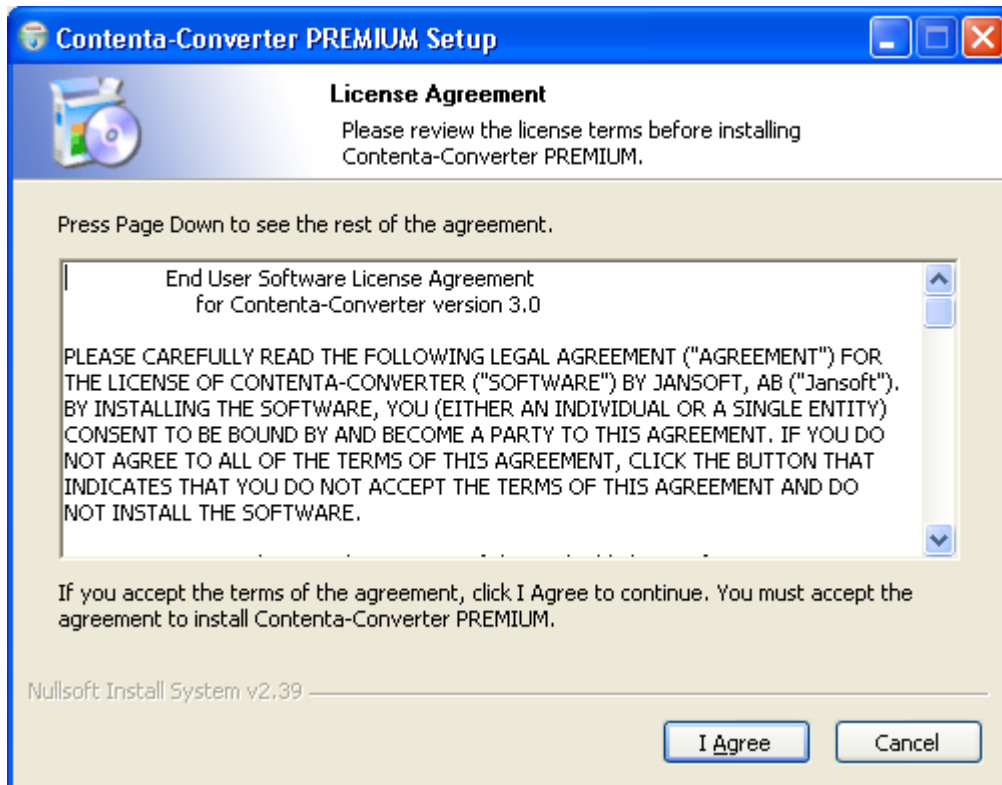 Contenta-Converter PREMIUM Setup
License Agreement
Please review the license terms before installing
Contenta-Converter PREMIUM.
Press Page Down to see the rest of the agreement.
End User Software License Agreement
for Contenta-Converter version 3.0
PLEASE CAREFULLY READ THE FOLLOWING LEGAL AGREEMENT ("AGREEMENT") FOR
THE LICENSE OF CONTENTA-CONVERTER ("SOFTWARE") BY JANSOFT, AB ("Jansoft").
BY INSTALLING THE SOFTWARE, YOU (EITHER AN INDIVIDUAL OR A SINGLE ENTITY)
CONSENT TO BE BOUND BY AND BECOME A PARTY TO THIS AGREEMENT. IF YOU DO
NOT AGREE TO ALL OF THE TERMS OF THIS AGREEMENT, CLICK THE BUTTON THAT
INDICATES THAT YOU DO NOT ACCEPT THE TERMS OF THIS AGREEMENT AND DO
NOT INSTALL THE SOFTWARE.
If you accept the terms of the agreement, click I Agree to continue. You must accept the
agreement to install Contenta-Converter PREMIUM.
Nullsoft Install System v2.39
I Agree
Cancel